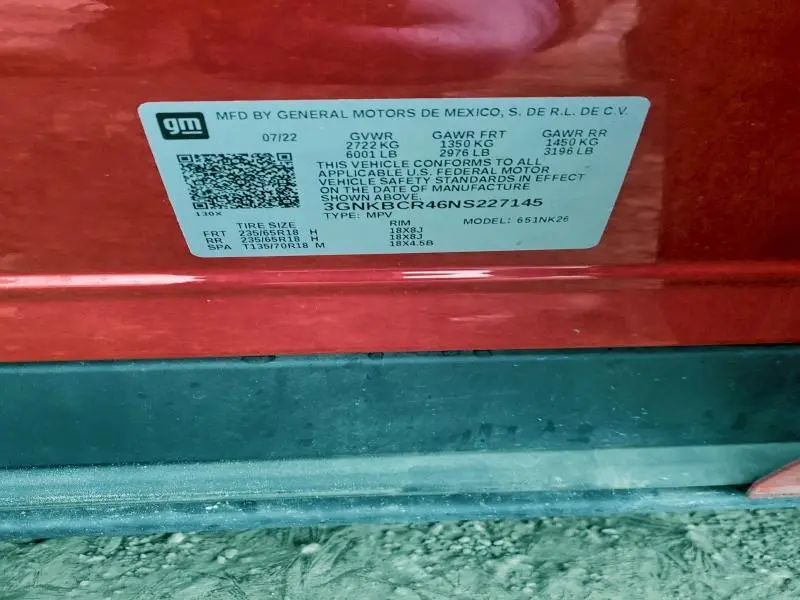 gm MFD BY GENERAL MOTORS DE MEXICO, S. DE R.L. DE C.V.
07/22 GVWR GAWR FRT GAWR RR
2722 KG 1350 KG 1450 KG
6001 LB 2976 LB 3196 LB
THIS VEHICLE CONFORMS TO ALL
APPLICABLE U.S. FEDERAL MOTOR
VEHICLE SAFETY STANDARDS IN EFFECT
ON THE DATE OF MANUFACTURE
SHOWN ABOVE.
3GNKBCR46NS227145
130X TYPE: MPV MODEL: 651NK26
TIRE SIZE RIM
FRT 235/65R18 H 18X8J
RR 235/65R18 H 18X8J
SPA T135/70R18 M 18X4.5B